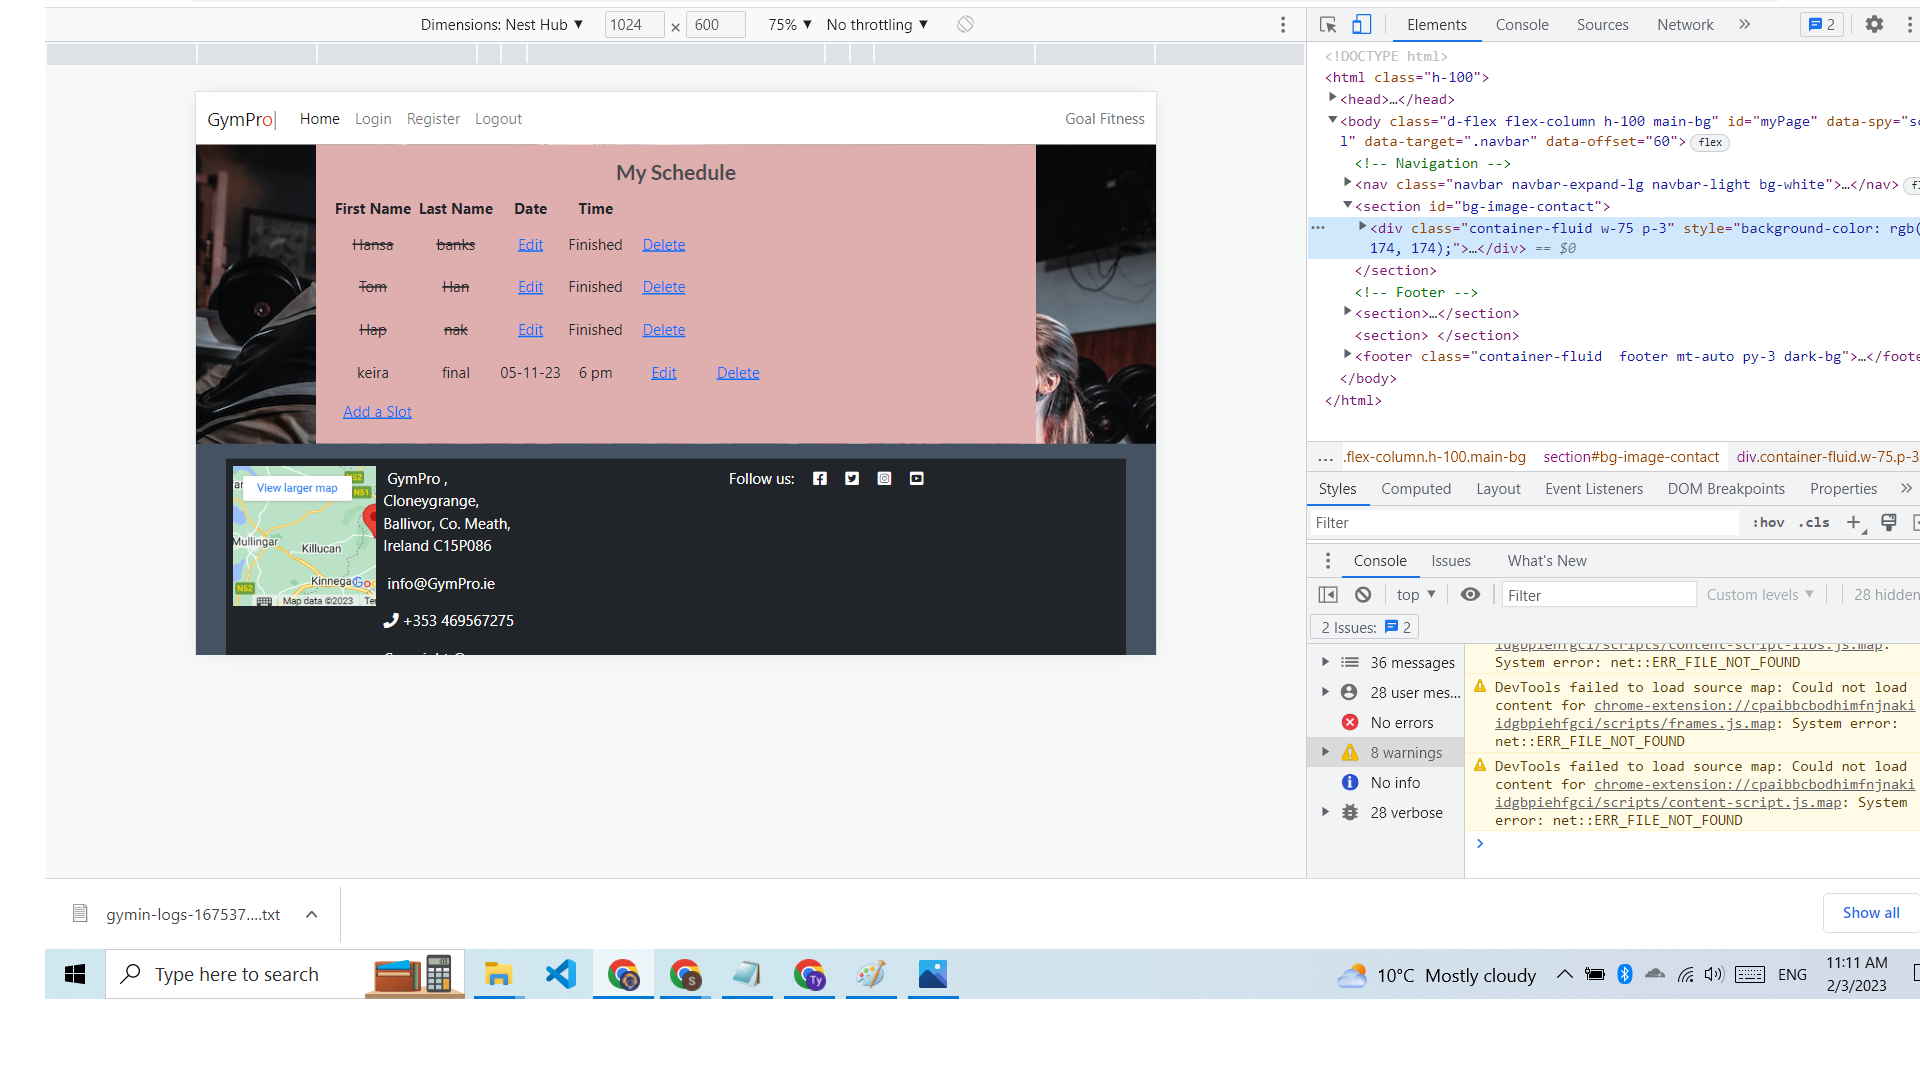 Dimensions: Nest Hub ▼ 1024 × 600 75% ▼ No throttling ▼
GymPro| Home Login Register Logout Goal Fitness
My Schedule
First Name Last Name Date Time
Hansa banks Edit Finished Delete
Tom Han Edit Finished Delete
Hap nak Edit Finished Delete
keira final 05-11-23 6 pm Edit Delete
Add a Slot
View larger map
N52
N51
Mullingar
Killucan
Kinnegad
N52
Map data ©2023
GymPro ,
Cloneygrange,
Ballivor, Co. Meath,
Ireland C15P086
info@GymPro.ie
+353 469567275
Follow us:
Elements Console Sources Network » 2
<!DOCTYPE html>
<html class="h-100">
<head>…</head>
<body class="d-flex flex-column h-100 main-bg" id="myPage" data-spy="sc
l" data-target=".navbar" data-offset="60"> flex
<!-- Navigation -->
<nav class="navbar navbar-expand-lg navbar-light bg-white">…</nav>
<section id="bg-image-contact">
<div class="container-fluid w-75 p-3" style="background-color: rgb(
174, 174);">…</div> == $0
</section>
<!-- Footer -->
<section>…</section>
<section> </section>
<footer class="container-fluid  footer mt-auto py-3 dark-bg">…</foote
</body>
</html>
... .flex-column.h-100.main-bg section#bg-image-contact div.container-fluid.w-75.p-3
Styles Computed Layout Event Listeners DOM Breakpoints Properties »
Filter :hov .cls +
Console Issues What's New
top ▼ Filter Custom levels ▼ 28 hidden
2 Issues: 2
36 messages
28 user mes...
No errors
8 warnings
No info
28 verbose
idgbpiehfgci/scripts/content-script-libs.js.map:
System error: net::ERR_FILE_NOT_FOUND
DevTools failed to load source map: Could not load
content for chrome-extension://cpaibbcbodhimfnjnaki
idgbpiehfgci/scripts/frames.js.map: System error:
net::ERR_FILE_NOT_FOUND
DevTools failed to load source map: Could not load
content for chrome-extension://cpaibbcbodhimfnjnaki
idgbpiehfgci/scripts/content-script.js.map: System
error: net::ERR_FILE_NOT_FOUND
gymin-logs-167537....txt
Show all
Type here to search
S
Ty
10°C Mostly cloudy ENG
11:11 AM
2/3/2023